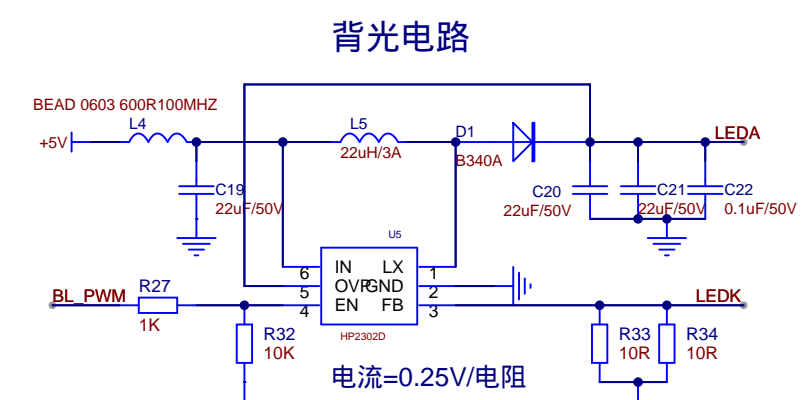 背光电路
BEAD 0603 600R100MHZ
L4
+5V
L5
22uH/3A
D1
B340A
LEDA
C19
22uF/50V
C20
22uF/50V
C21
22uF/50V
C22
0.1uF/50V
U5
6 IN LX 1
5 OVP GND 2
4 EN FB 3
HP2302D
BL_PWM
R27
1K
LEDK
R32
10K
R33
10R
R34
10R
电流=0.25V/电阻